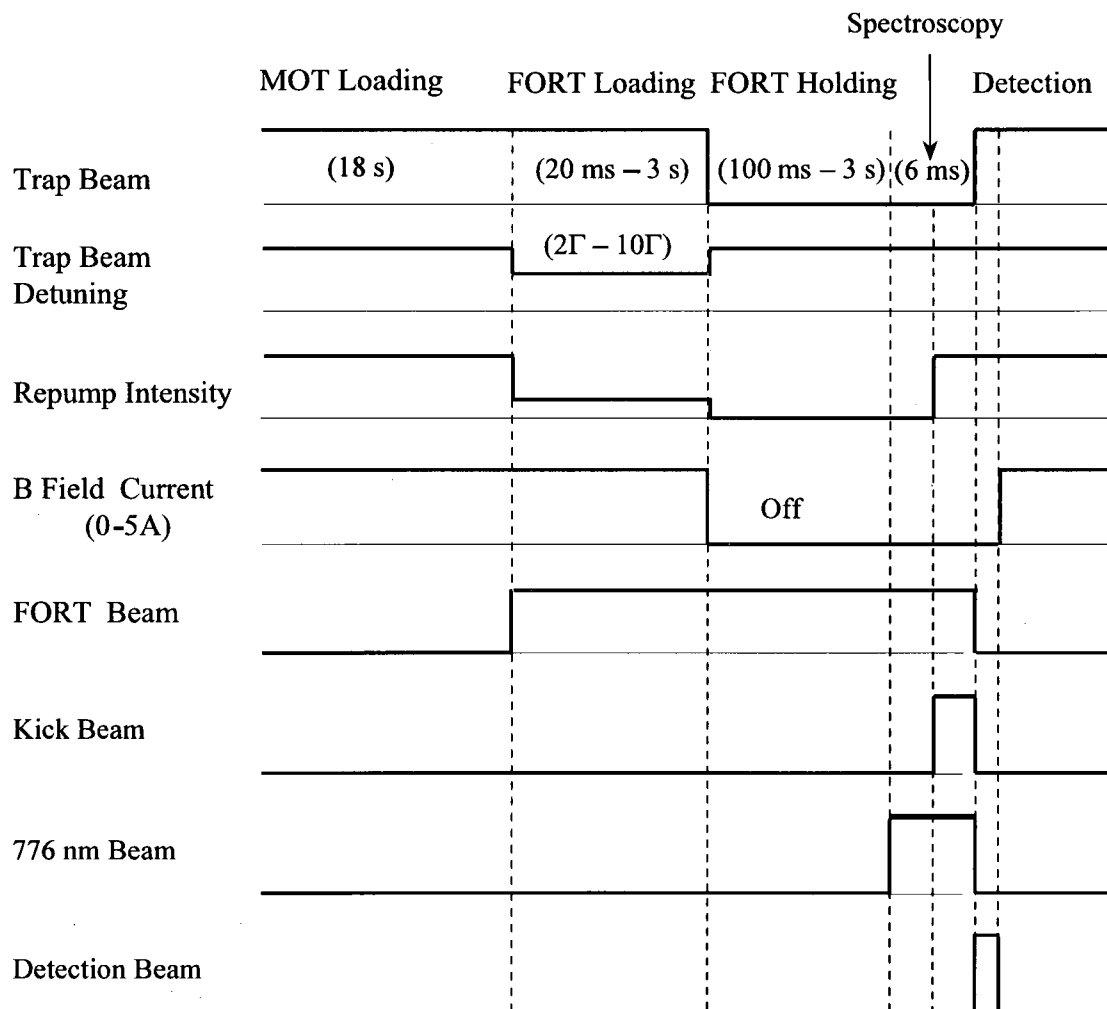 Spectroscopy
MOT Loading FORT Loading FORT Holding Detection
Trap Beam (18 s) (20 ms – 3 s) (100 ms – 3 s) (6 ms)
Trap Beam
Detuning
(2Γ – 10Γ)
Repump Intensity
B Field Current
(0-5A)
Off
FORT Beam
Kick Beam
776 nm Beam
Detection Beam